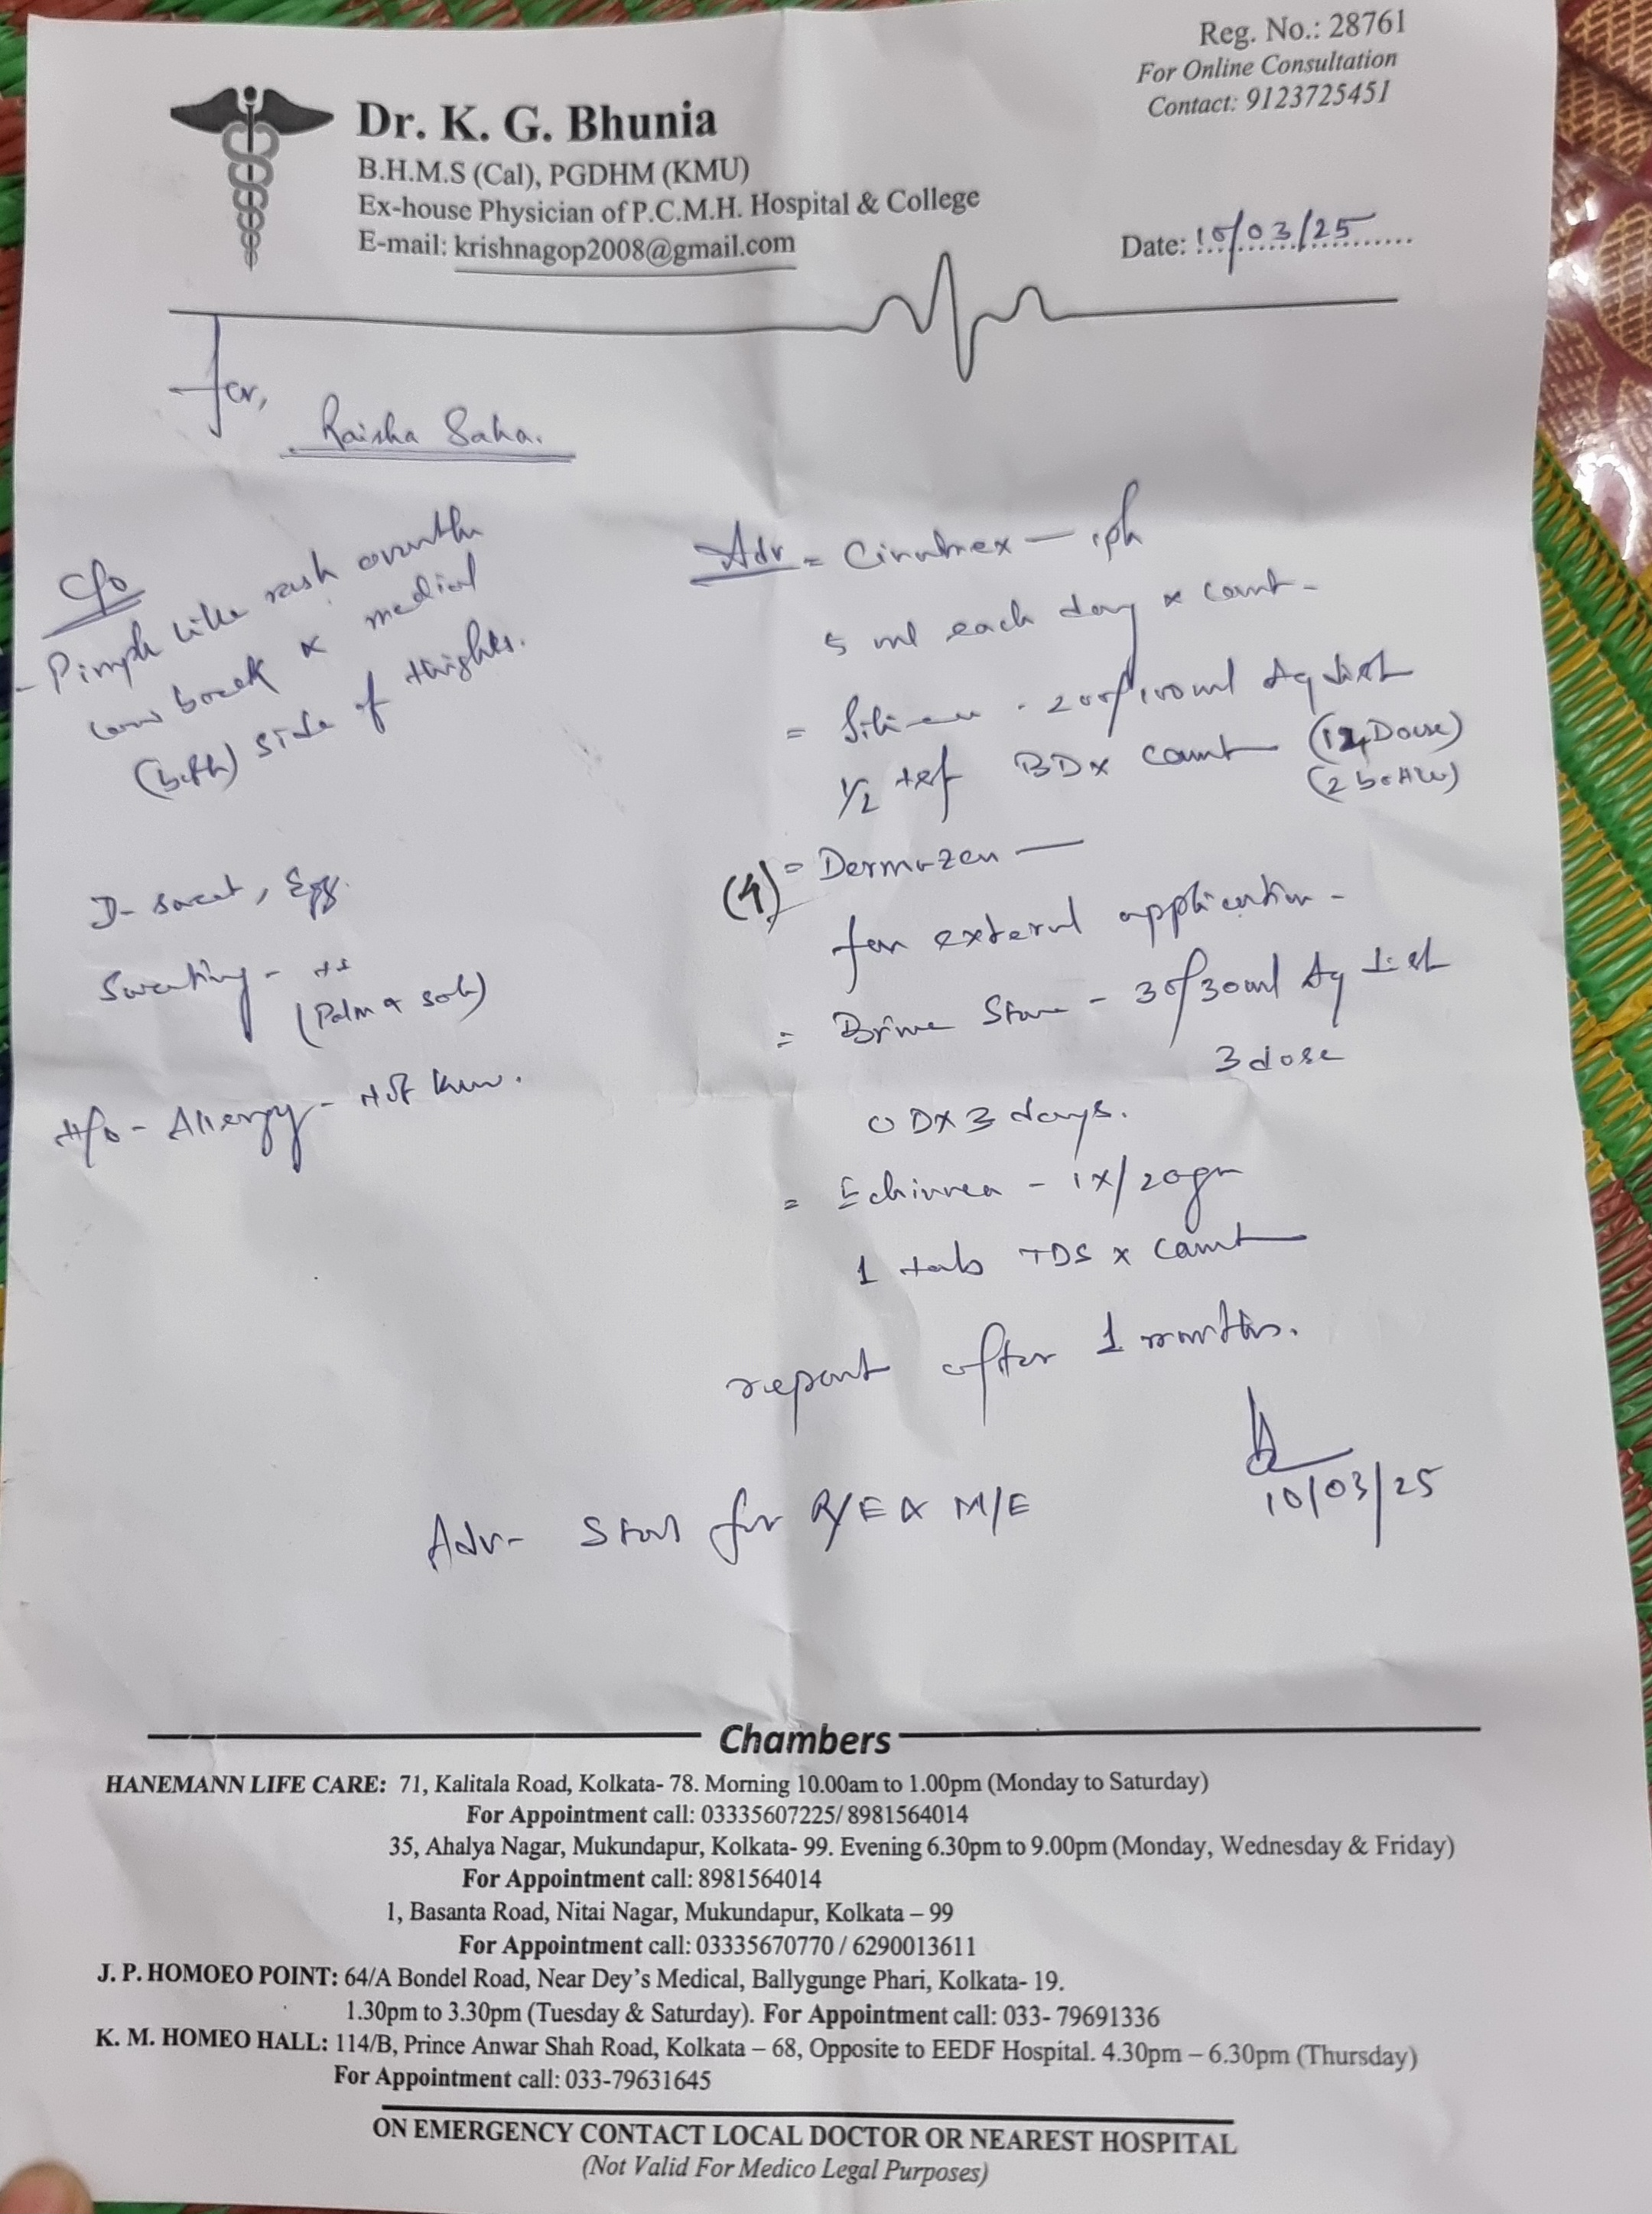 Reg. No.: 28761
For Online Consultation
Contact: 9123725451
Dr. K. G. Bhunia
B.H.M.S (Cal), PGDHM (KMU)
Ex-house Physician of P.C.M.H. Hospital & College
E-mail: krishnagop2008@gmail.com
Date: 10/03/25
For,
Raisha Saha.
C/o
- Pimple like rash over the
low back & medial
(both) side of thighs.
D- sweet, Egg.
Sweating -
(Palm & sole)
H/o - Allergy - not
Adv = - iph
5 ml each day x cont -
= 200/100ml Aq dist
1/2 tsf BD x cont (12 Dose)
(2 bottle)
(4) = Dermazen —
for external application -
= Brime Stone - 30/30ml Aq dist
3 dose
OD x 3 days.
= Echinnea - 1x/20gm
1 tab TDS x cont
report after 1 months.
10/03/25
Adv- Stool for R/E & M/E
Chambers
HANEMANN LIFE CARE: 71, Kalitala Road, Kolkata- 78. Morning 10.00am to 1.00pm (Monday to Saturday)
For Appointment call: 03335607225/ 8981564014
35, Ahalya Nagar, Mukundapur, Kolkata- 99. Evening 6.30pm to 9.00pm (Monday, Wednesday & Friday)
For Appointment call: 8981564014
1, Basanta Road, Nitai Nagar, Mukundapur, Kolkata – 99
For Appointment call: 03335670770 / 6290013611
J. P. HOMOEO POINT: 64/A Bondel Road, Near Dey's Medical, Ballygunge Phari, Kolkata- 19.
1.30pm to 3.30pm (Tuesday & Saturday). For Appointment call: 033- 79691336
K. M. HOMEO HALL: 114/B, Prince Anwar Shah Road, Kolkata – 68, Opposite to EEDF Hospital. 4.30pm – 6.30pm (Thursday)
For Appointment call: 033-79631645
ON EMERGENCY CONTACT LOCAL DOCTOR OR NEAREST HOSPITAL
(Not Valid For Medico Legal Purposes)